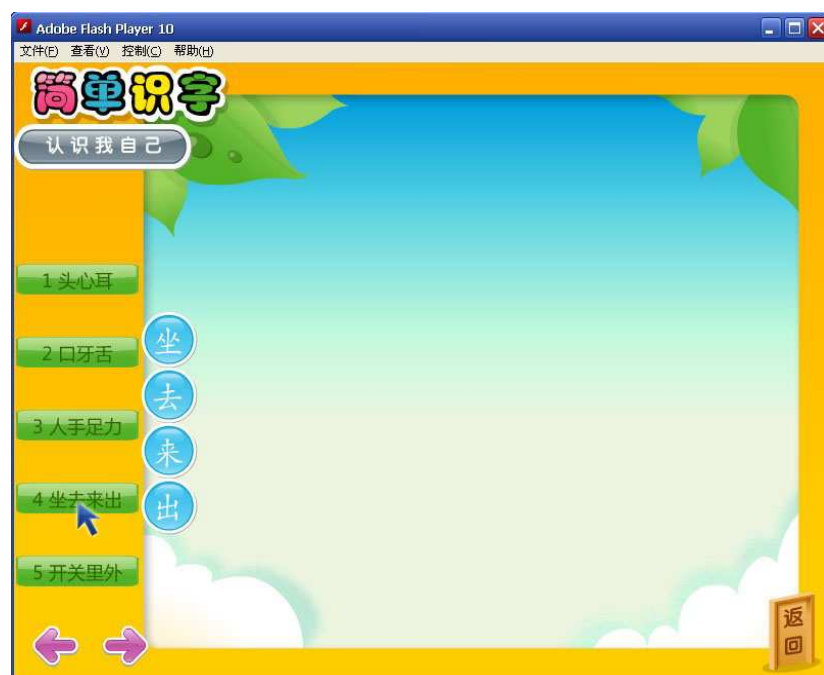 Adobe Flash Player 10
文件(F) 查看(V) 控制(C) 帮助(H)
简单识字
认识我自己
1 头心耳
2 口牙舌
3 人手足力
4 坐去来出
5 开关里外
坐
去
来
出
返
回